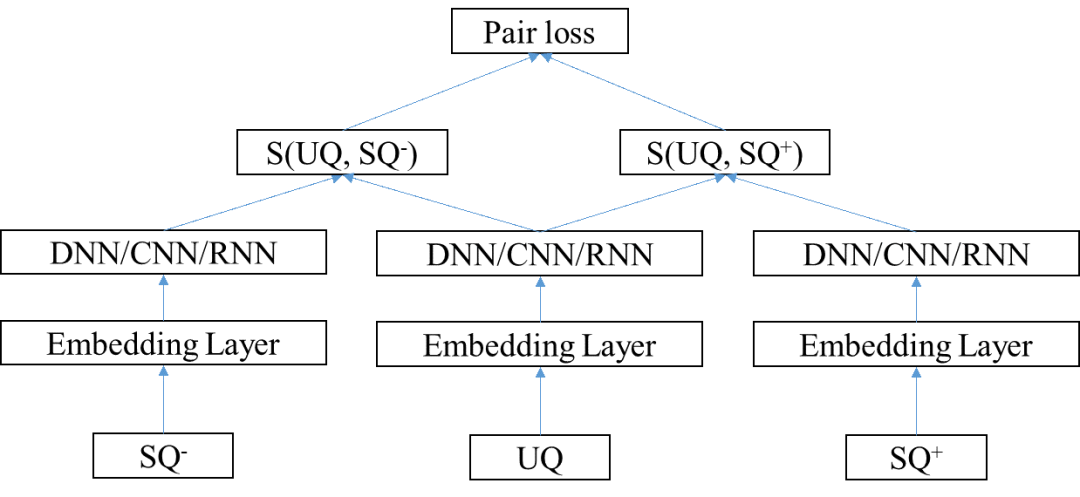 Pair loss
S(UQ, SQ⁻) S(UQ, SQ⁺)
DNN/CNN/RNN DNN/CNN/RNN DNN/CNN/RNN
Embedding Layer Embedding Layer Embedding Layer
SQ⁻ UQ SQ⁺